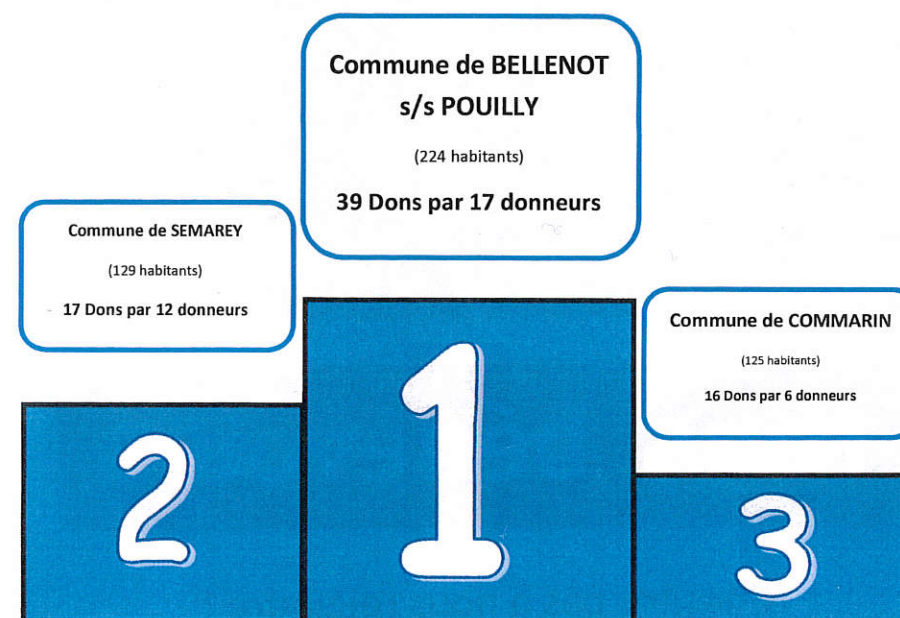 Commune de BELLENOT
s/s POUILLY
(224 habitants)
39 Dons par 17 donneurs
Commune de SEMAREY
(129 habitants)
17 Dons par 12 donneurs
Commune de COMMARIN
(125 habitants)
16 Dons par 6 donneurs
2
1
3